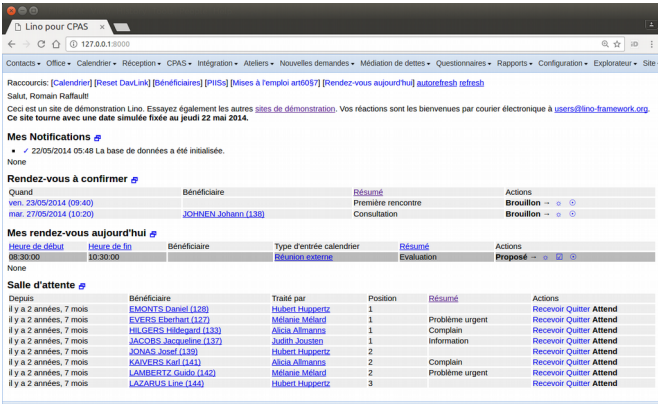 Lino pour CPAS
127.0.0.1:8000
Contacts Office Calendrier Réception CPAS Intégration Ateliers Nouvelles demandes Médiation de dettes Questionnaires Rapports Configuration Explorateur Site
Raccourcis: [Calendrier] [Reset DavLink] [Bénéficiaires] [PIISs] [Mises à l'emploi art60§7] [Rendez-vous aujourd'hui] autorefresh refresh
Salut, Romain Raffault!
Ceci est un site de démonstration Lino. Essayez également les autres sites de démonstration. Vos réactions sont les bienvenues par courier électronique à users@lino-framework.org.
Ce site tourne avec une date simulée fixée au jeudi 22 mai 2014.
Mes Notifications
✓ 22/05/2014 05:48 La base de données a été initialisée.
None
Rendez-vous à confirmer
Quand Bénéficiaire Résumé Actions
ven. 23/05/2014 (09:40) Première rencontre Brouillon → ☼ ☉
mar. 27/05/2014 (10:20) JOHNEN Johann (138) Consultation Brouillon → ☼ ☉
Mes rendez-vous aujourd'hui
Heure de début Heure de fin Bénéficiaire Type d'entrée calendrier Résumé Actions
08:30:00 10:30:00 Réunion externe Evaluation Proposé → ☼ ☑ ☉
None
Salle d'attente
Depuis Bénéficiaire Traité par Position Résumé Actions
il y a 2 années, 7 mois EMONTS Daniel (128) Hubert Huppertz 1 Recevoir Quitter Attend
il y a 2 années, 7 mois EVERS Eberhart (127) Mélanie Mélard 1 Problème urgent Recevoir Quitter Attend
il y a 2 années, 7 mois HILGERS Hildegard (133) Alicia Allmanns 1 Complain Recevoir Quitter Attend
il y a 2 années, 7 mois JACOBS Jacqueline (137) Judith Jousten 1 Information Recevoir Quitter Attend
il y a 2 années, 7 mois JONAS Josef (139) Hubert Huppertz 2 Recevoir Quitter Attend
il y a 2 années, 7 mois KAIVERS Karl (141) Alicia Allmanns 2 Complain Recevoir Quitter Attend
il y a 2 années, 7 mois LAMBERTZ Guido (142) Mélanie Mélard 2 Problème urgent Recevoir Quitter Attend
il y a 2 années, 7 mois LAZARUS Line (144) Hubert Huppertz 3 Recevoir Quitter Attend